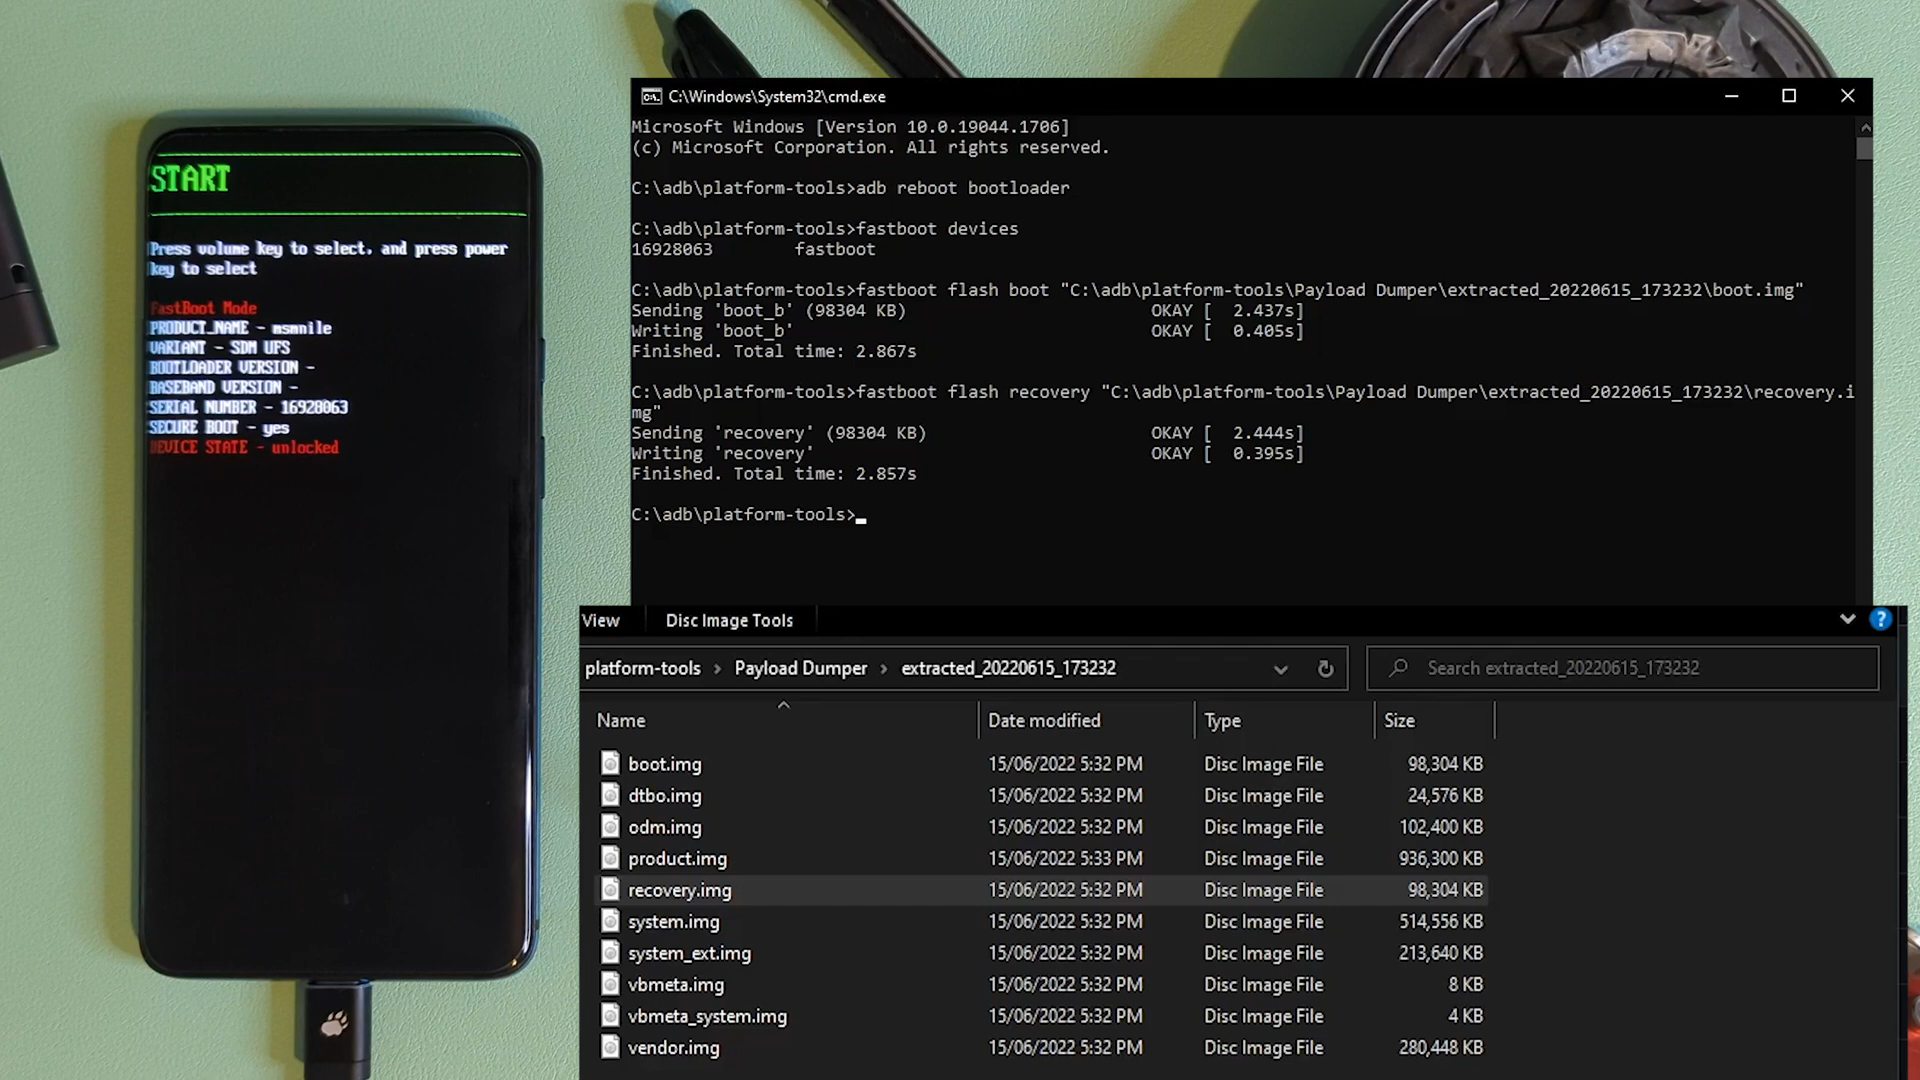 START
Press volume key to select, and press power
key to select
FastBoot Mode
PRODUCT_NAME - msmnile
VARIANT - SDM UFS
BOOTLOADER VERSION -
BASEBAND VERSION -
SERIAL NUMBER - 16928063
SECURE BOOT - yes
DEVICE STATE - unlocked
C:\Windows\System32\cmd.exe
Microsoft Windows [Version 10.0.19044.1706]
(c) Microsoft Corporation. All rights reserved.
C:\adb\platform-tools>adb reboot bootloader
C:\adb\platform-tools>fastboot devices
16928063 fastboot
C:\adb\platform-tools>fastboot flash boot "C:\adb\platform-tools\Payload Dumper\extracted_20220615_173232\boot.img"
Sending 'boot_b' (98304 KB) OKAY [ 2.437s]
Writing 'boot_b' OKAY [ 0.405s]
Finished. Total time: 2.867s
C:\adb\platform-tools>fastboot flash recovery "C:\adb\platform-tools\Payload Dumper\extracted_20220615_173232\recovery.i
mg"
Sending 'recovery' (98304 KB) OKAY [ 2.444s]
Writing 'recovery' OKAY [ 0.395s]
Finished. Total time: 2.857s
C:\adb\platform-tools>
View Disc Image Tools
platform-tools > Payload Dumper > extracted_20220615_173232 Search extracted_20220615_173232
Name Date modified Type Size
boot.img 15/06/2022 5:32 PM Disc Image File 98,304 KB
dtbo.img 15/06/2022 5:32 PM Disc Image File 24,576 KB
odm.img 15/06/2022 5:32 PM Disc Image File 102,400 KB
product.img 15/06/2022 5:33 PM Disc Image File 936,300 KB
recovery.img 15/06/2022 5:32 PM Disc Image File 98,304 KB
system.img 15/06/2022 5:32 PM Disc Image File 514,556 KB
system_ext.img 15/06/2022 5:32 PM Disc Image File 213,640 KB
vbmeta.img 15/06/2022 5:32 PM Disc Image File 8 KB
vbmeta_system.img 15/06/2022 5:32 PM Disc Image File 4 KB
vendor.img 15/06/2022 5:32 PM Disc Image File 280,448 KB